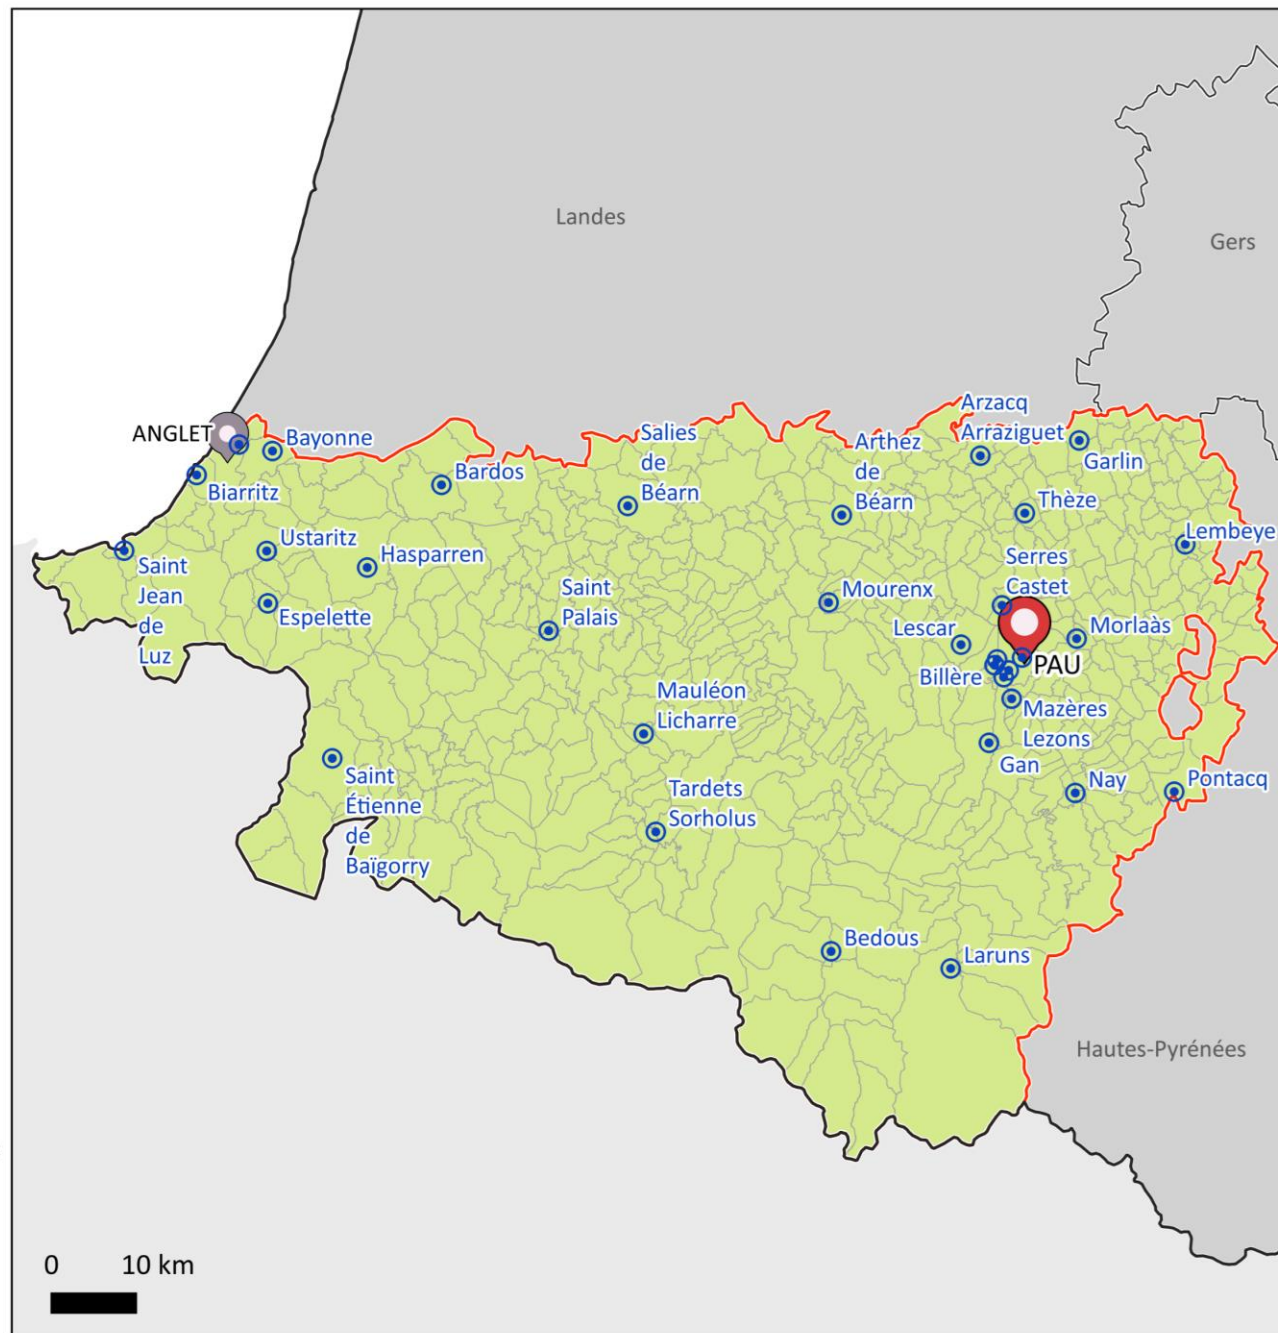 Landes
Gers
ANGLET
Bayonne
Biarritz
Bardos
Salies
de
Béarn
Arthez
de
Béarn
Arzacq
Arraziguet
Garlin
Thèze
Lembeye
Saint
Jean
de
Luz
Ustaritz
Hasparren
Espelette
Saint
Palais
Mourenx
Serres
Castet
Lescar
Morlaàs
Billère
PAU
Mauléon
Licharre
Mazères
Lezons
Gan
Saint
Étienne
de
Baïgorry
Tardets
Sorholus
Nay
Pontacq
Bedous
Laruns
Hautes-Pyrénées
0 10 km